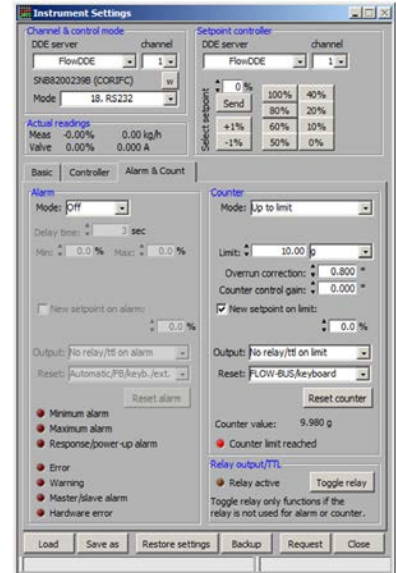 Instrument Settings
Channel & control mode
DDE server channel
FlowDDE 1
SNB8200239B (CORIFC) w
Mode 18, RS232
Actual readings
Meas -0.00% 0.00 kg/h
Valve 0.00% 0.000 A
Setpoint controller
DDE server channel
FlowDDE 1
Select setpoint
0 %
Send
+1%
-1%
100% 40%
80% 20%
60% 10%
50% 0%
Basic Controller Alarm & Count
Alarm
Mode: Off
Delay time: 3 sec
Min: 0.0 % Max: 0.0 %
New setpoint on alarm:
0.0 %
Output: No relay/ttl on alarm
Reset: Automatic/FB/keyb./ext.
Reset alarm
Minimum alarm
Maximum alarm
Response/power-up alarm
Error
Warning
Master/slave alarm
Hardware error
Counter
Mode: Up to limit
Limit: 10.00 g
Overrun correction: 0.800 *
Counter control gain: 0.000 *
New setpoint on limit:
0.0 %
Output: No relay/ttl on limit
Reset: FLOW-BUS/keyboard
Reset counter
Counter value: 9.980 g
Counter limit reached
Relay output/TTL
Relay active Toggle relay
Toggle relay only functions if the
relay is not used for alarm or counter.
Load Save as Restore settings Backup Request Close